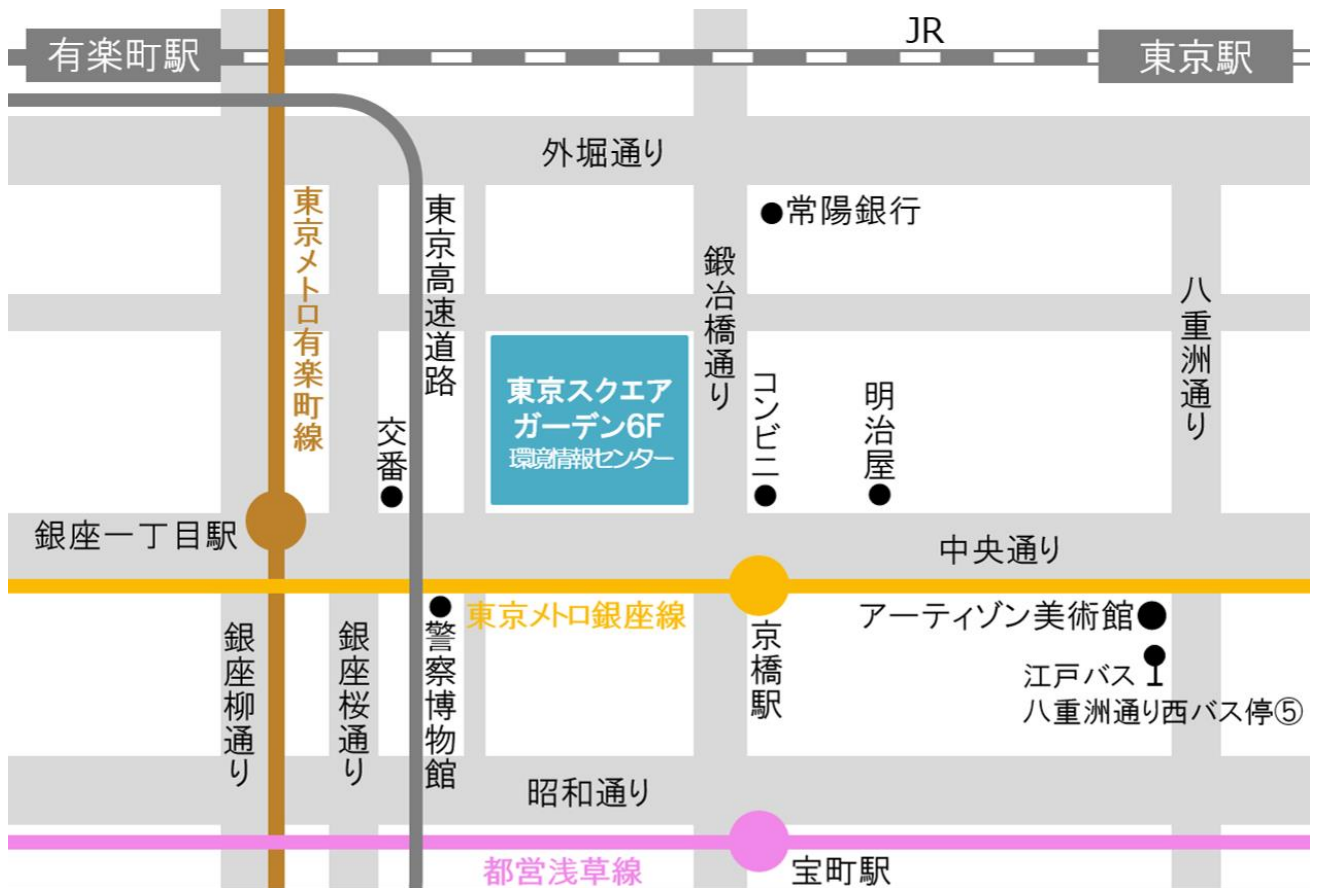 JR
有楽町駅
東京駅
外堀通り
東京メトロ有楽町線
東京高速道路
常陽銀行
鍛冶橋通り
八重洲通り
東京スクエア
ガーデン6F
環境情報センター
コンビニ
明治屋
交番
銀座一丁目駅
中央通り
東京メトロ銀座線
京橋駅
アーティゾン美術館
江戸バス
八重洲通り西バス停⑤
銀座柳通り
銀座桜通り
警察博物館
昭和通り
都営浅草線
宝町駅